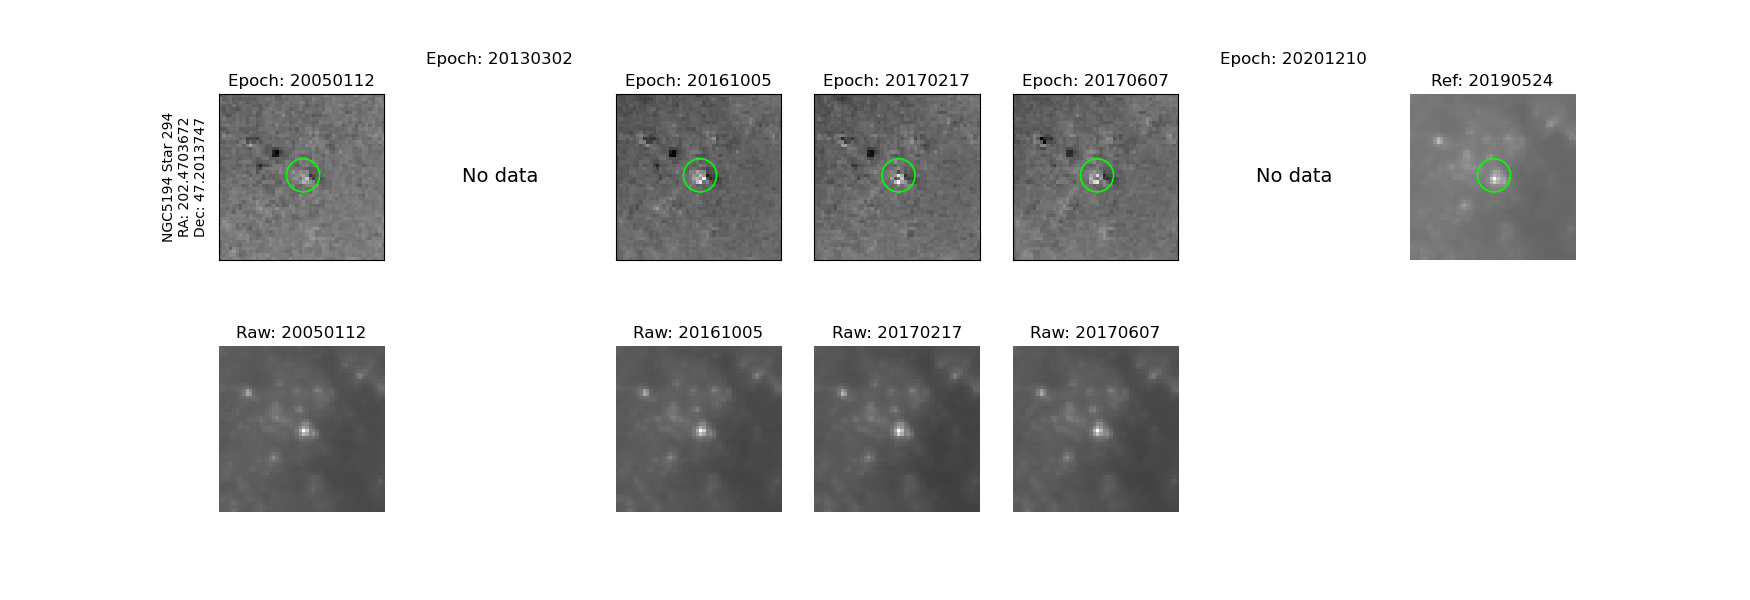 Epoch: 20130302
Epoch: 20201210
Epoch: 20050112
Epoch: 20161005
Epoch: 20170217
Epoch: 20170607
Ref: 20190524
NGC5194 Star 294
RA: 202.4703672
Dec: 47.2013747
No data
No data
Raw: 20050112
Raw: 20161005
Raw: 20170217
Raw: 20170607